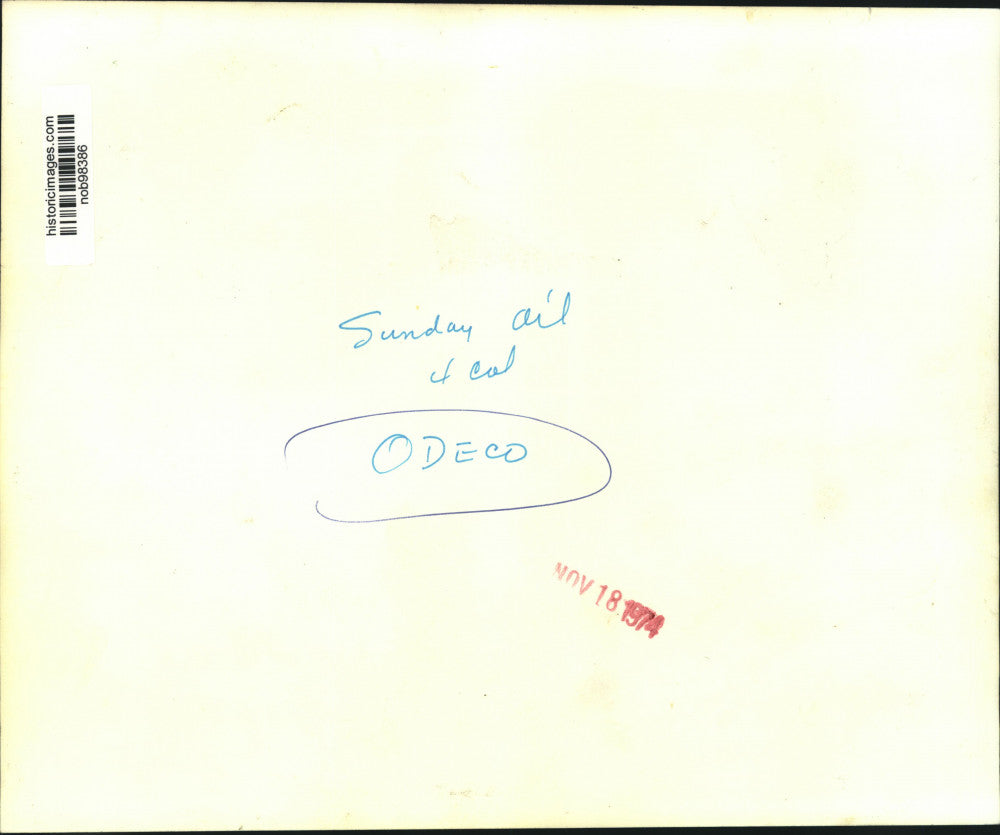 historicimages.com
nob98386
Sunday Oil
4 col
ODECO
NOV 18 1974